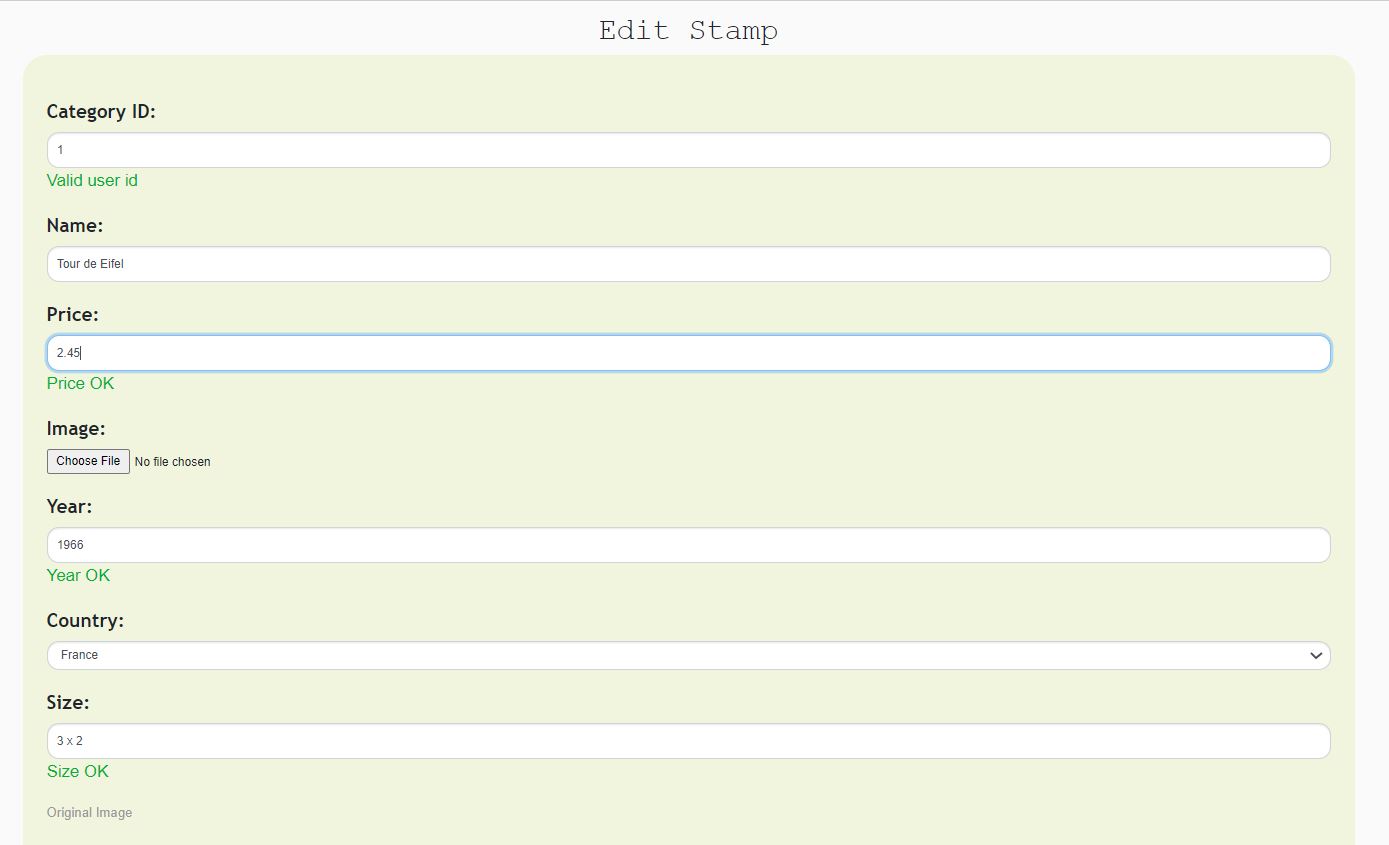 Edit Stamp
Category ID:
1
Valid user id
Name:
Tour de Eifel
Price:
2.45
Price OK
Image:
Choose File No file chosen
Year:
1966
Year OK
Country:
France
Size:
3 x 2
Size OK
Original Image